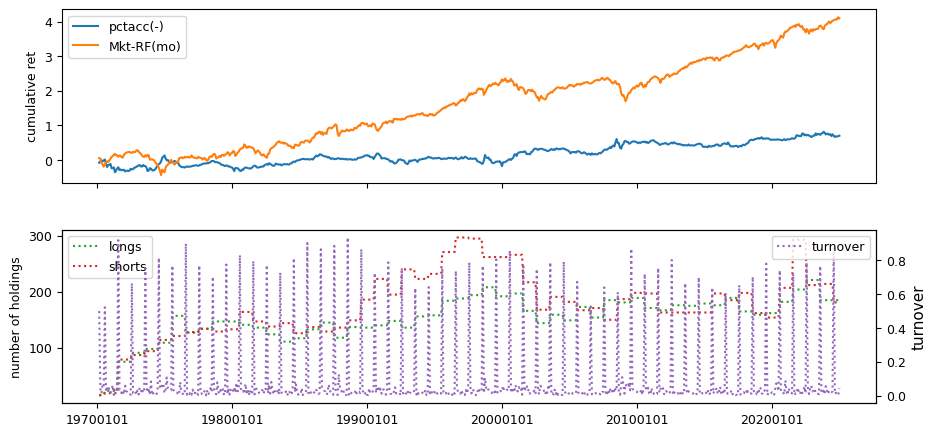 cumulative ret
4
3
2
1
0
pctacc(-)
Mkt-RF(mo)
number of holdings
300
200
100
longs
shorts
turnover
0.8
0.6
0.4
0.2
0.0
turnover
19700101 19800101 19900101 20000101 20100101 20200101